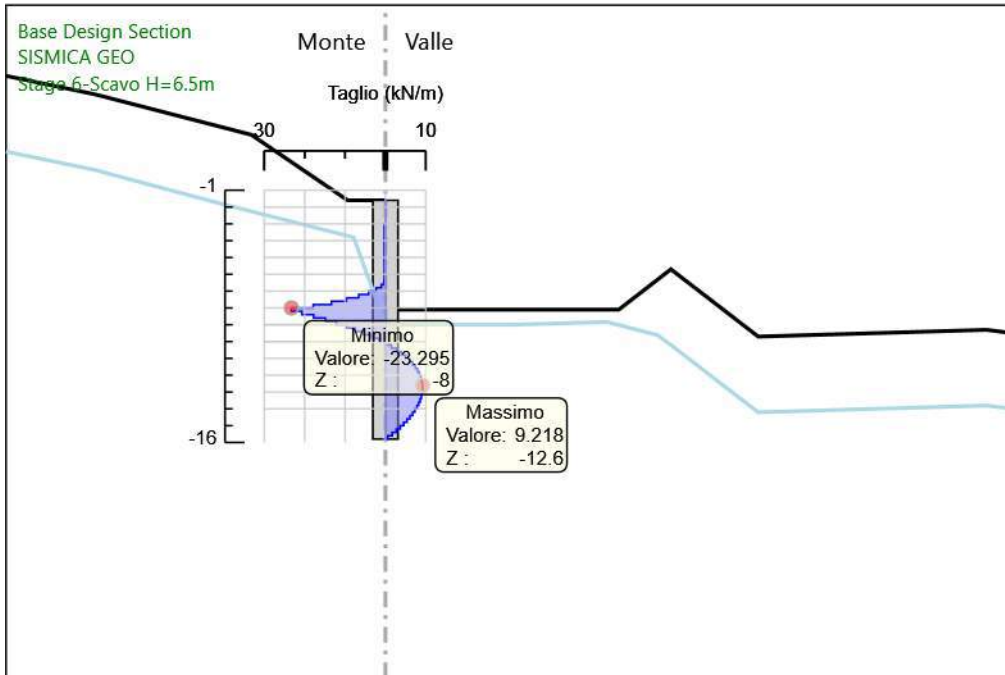 Base Design Section
SISMICA GEO
Stage 6-Scavo H=6.5m
Monte Valle
Taglio (kN/m)
30 10
-1
Minimo
Valore: -23.295
Z : -8
Massimo
Valore: 9.218
Z : -12.6
-16